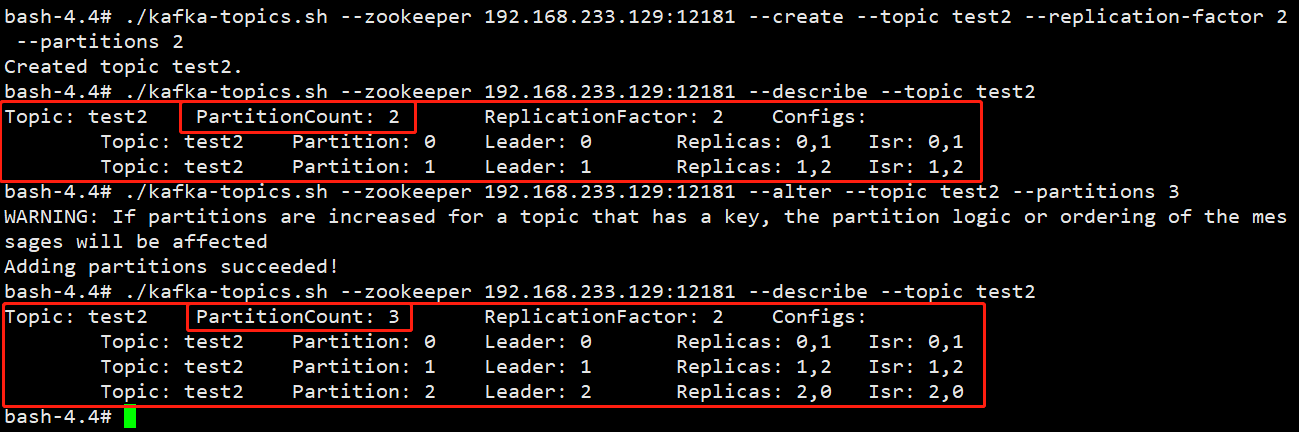 bash-4.4# ./kafka-topics.sh --zookeeper 192.168.233.129:12181 --create --topic test2 --replication-factor 2
 --partitions 2
Created topic test2.
bash-4.4# ./kafka-topics.sh --zookeeper 192.168.233.129:12181 --describe --topic test2
Topic: test2    PartitionCount: 2       ReplicationFactor: 2    Configs:
        Topic: test2    Partition: 0    Leader: 0       Replicas: 0,1   Isr: 0,1
        Topic: test2    Partition: 1    Leader: 1       Replicas: 1,2   Isr: 1,2
bash-4.4# ./kafka-topics.sh --zookeeper 192.168.233.129:12181 --alter --topic test2 --partitions 3
WARNING: If partitions are increased for a topic that has a key, the partition logic or ordering of the mes
sages will be affected
Adding partitions succeeded!
bash-4.4# ./kafka-topics.sh --zookeeper 192.168.233.129:12181 --describe --topic test2
Topic: test2    PartitionCount: 3       ReplicationFactor: 2    Configs:
        Topic: test2    Partition: 0    Leader: 0       Replicas: 0,1   Isr: 0,1
        Topic: test2    Partition: 1    Leader: 1       Replicas: 1,2   Isr: 1,2
        Topic: test2    Partition: 2    Leader: 2       Replicas: 2,0   Isr: 2,0
bash-4.4#